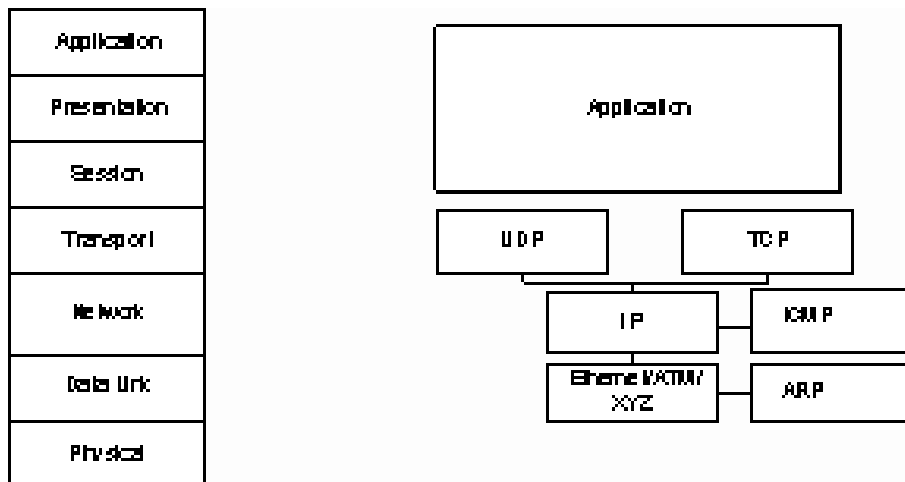 Application
Presentation
Session
Transport
Network
Data Link
Physical
Application
UDP
TCP
IP
ICMP
Ethernet/ATM/
XYZ
ARP